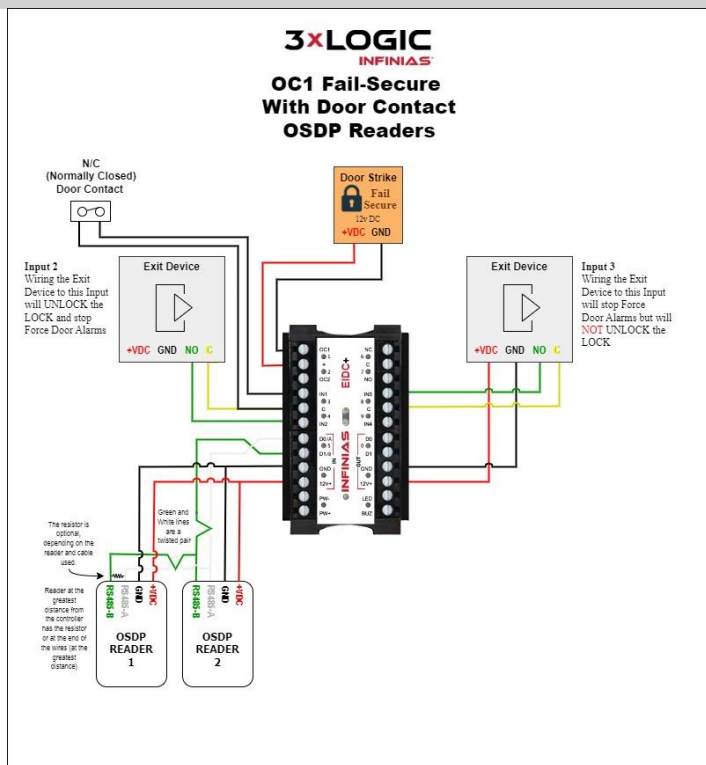 3xLOGIC
INFINIAS
OC1 Fail-Secure
With Door Contact
OSDP Readers
N/C
(Normally Closed)
Door Contact
Door Strike
Fail
Secure
12v DC
+VDC GND
Input 2
Wiring the Exit
Device to this Input
will UNLOCK the
LOCK and stop
Force Door Alarms
Exit Device
+VDC GND NO C
Exit Device
+VDC GND NO C
Input 3
Wiring the Exit
Device to this Input
will stop Force
Door Alarms but will
NOT UNLOCK the
LOCK
OC1
1
+
2
OC2
IN1
3
C
4
IN2
D0/A
5
D1/B
GND
12V+
PW-
PW+
IN
EIDC+
INFINIAS
NC
6
C
7
NO
IN3
8
C
9
IN4
D0
0
D1
GND
12V+
LED
BUZ
OUT
Green and
White lines
are a
twisted pair
The resistor is
optional,
depending on the
reader and cable
used.
Reader at the
greatest
distance from
the controller
has the resistor
or at the end of
the wires (at the
greatest
distance)
RS485-B
RS485-A
GND
+VDC
OSDP
READER
1
RS485-B
RS485-A
GND
+VDC
OSDP
READER
2